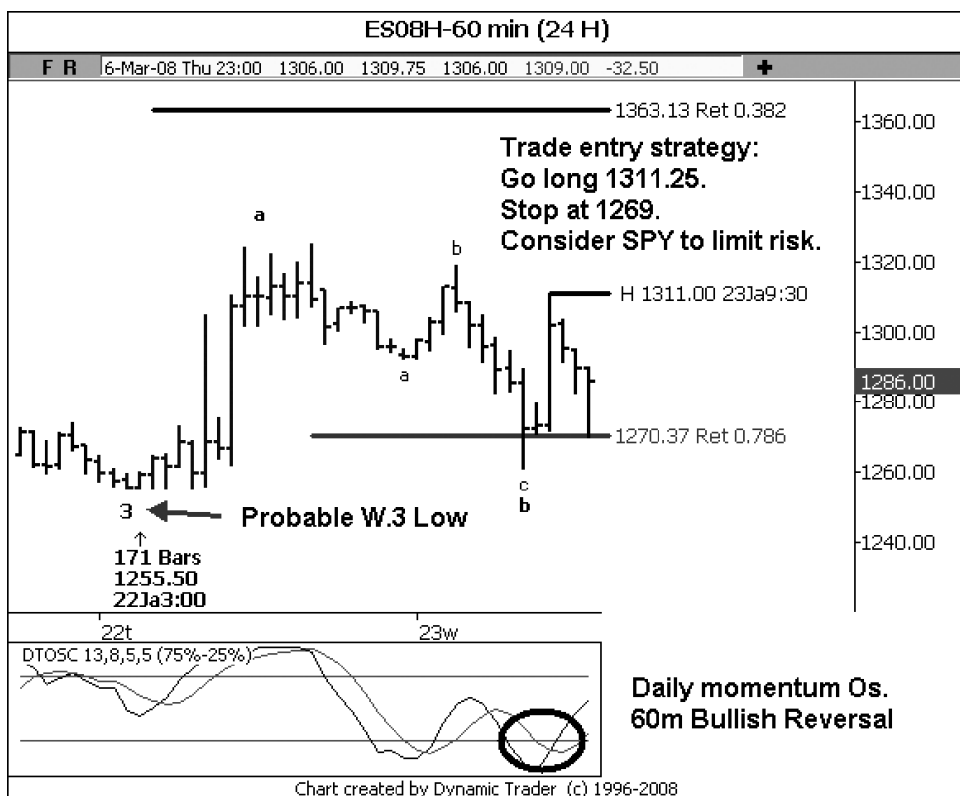 ES08H-60 min (24 H)
F R 6-Mar-08 Thu 23:00 1306.00 1309.75 1306.00 1309.00 -32.50 +
1363.13 Ret 0.382
1360.00
Trade entry strategy:
Go long 1311.25.
Stop at 1269.
Consider SPY to limit risk.
1340.00
a
b
1320.00
H 1311.00 23Ja9:30
1300.00
a
1286.00
1280.00
1270.37 Ret 0.786
1260.00
c
b
3
Probable W.3 Low
1240.00
171 Bars
1255.50
22Ja3:00
22t
23w
DTOSC 13,8,5,5 (75%-25%)
Daily momentum Os.
60m Bullish Reversal
Chart created by Dynamic Trader (c) 1996-2008